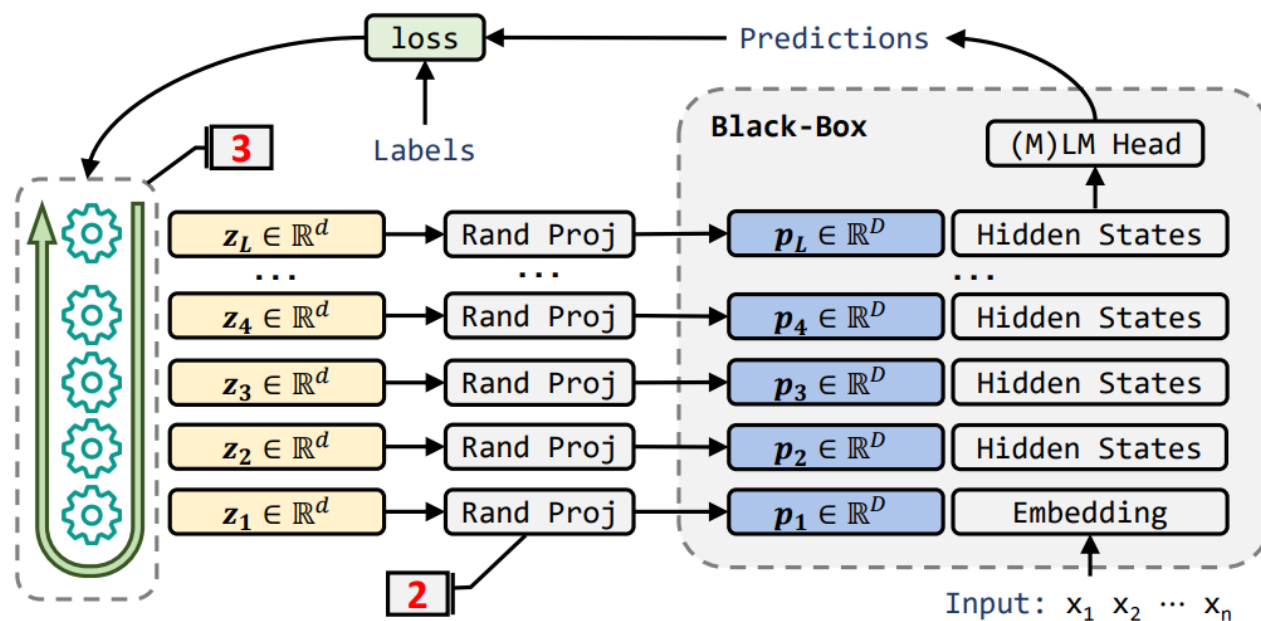 loss
Predictions
Labels
3
Black-Box
(M)LM Head
z_L ∈ ℝ^d Rand Proj p_L ∈ ℝ^D Hidden States
... ... ...
z_4 ∈ ℝ^d Rand Proj p_4 ∈ ℝ^D Hidden States
z_3 ∈ ℝ^d Rand Proj p_3 ∈ ℝ^D Hidden States
z_2 ∈ ℝ^d Rand Proj p_2 ∈ ℝ^D Hidden States
z_1 ∈ ℝ^d Rand Proj p_1 ∈ ℝ^D Embedding
2
Input: x_1 x_2 ⋯ x_n